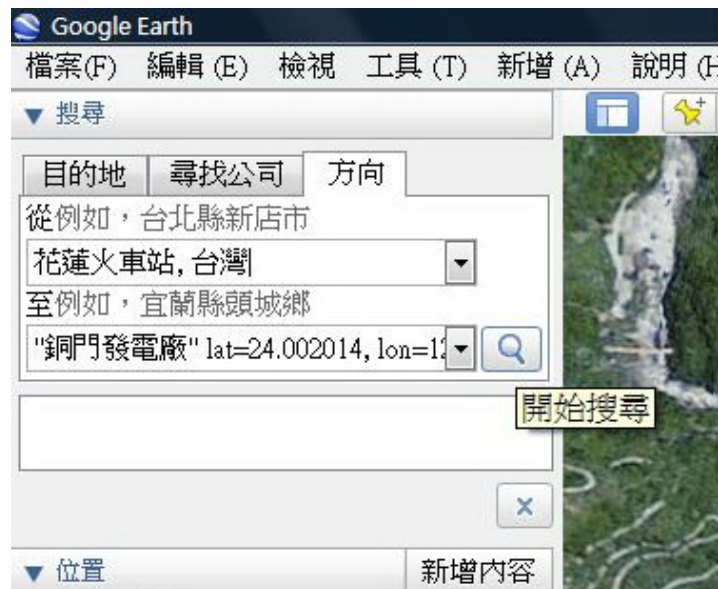 Google Earth
檔案(F) 編輯 (E) 檢視 工具 (T) 新增 (A) 說明 (H
搜尋
目的地 尋找公司 方向
從例如，台北縣新店市
花蓮火車站, 台灣
至例如，宜蘭縣頭城鄉
"銅門發電廠" lat=24.002014, lon=12
開始搜尋
位置 新增內容